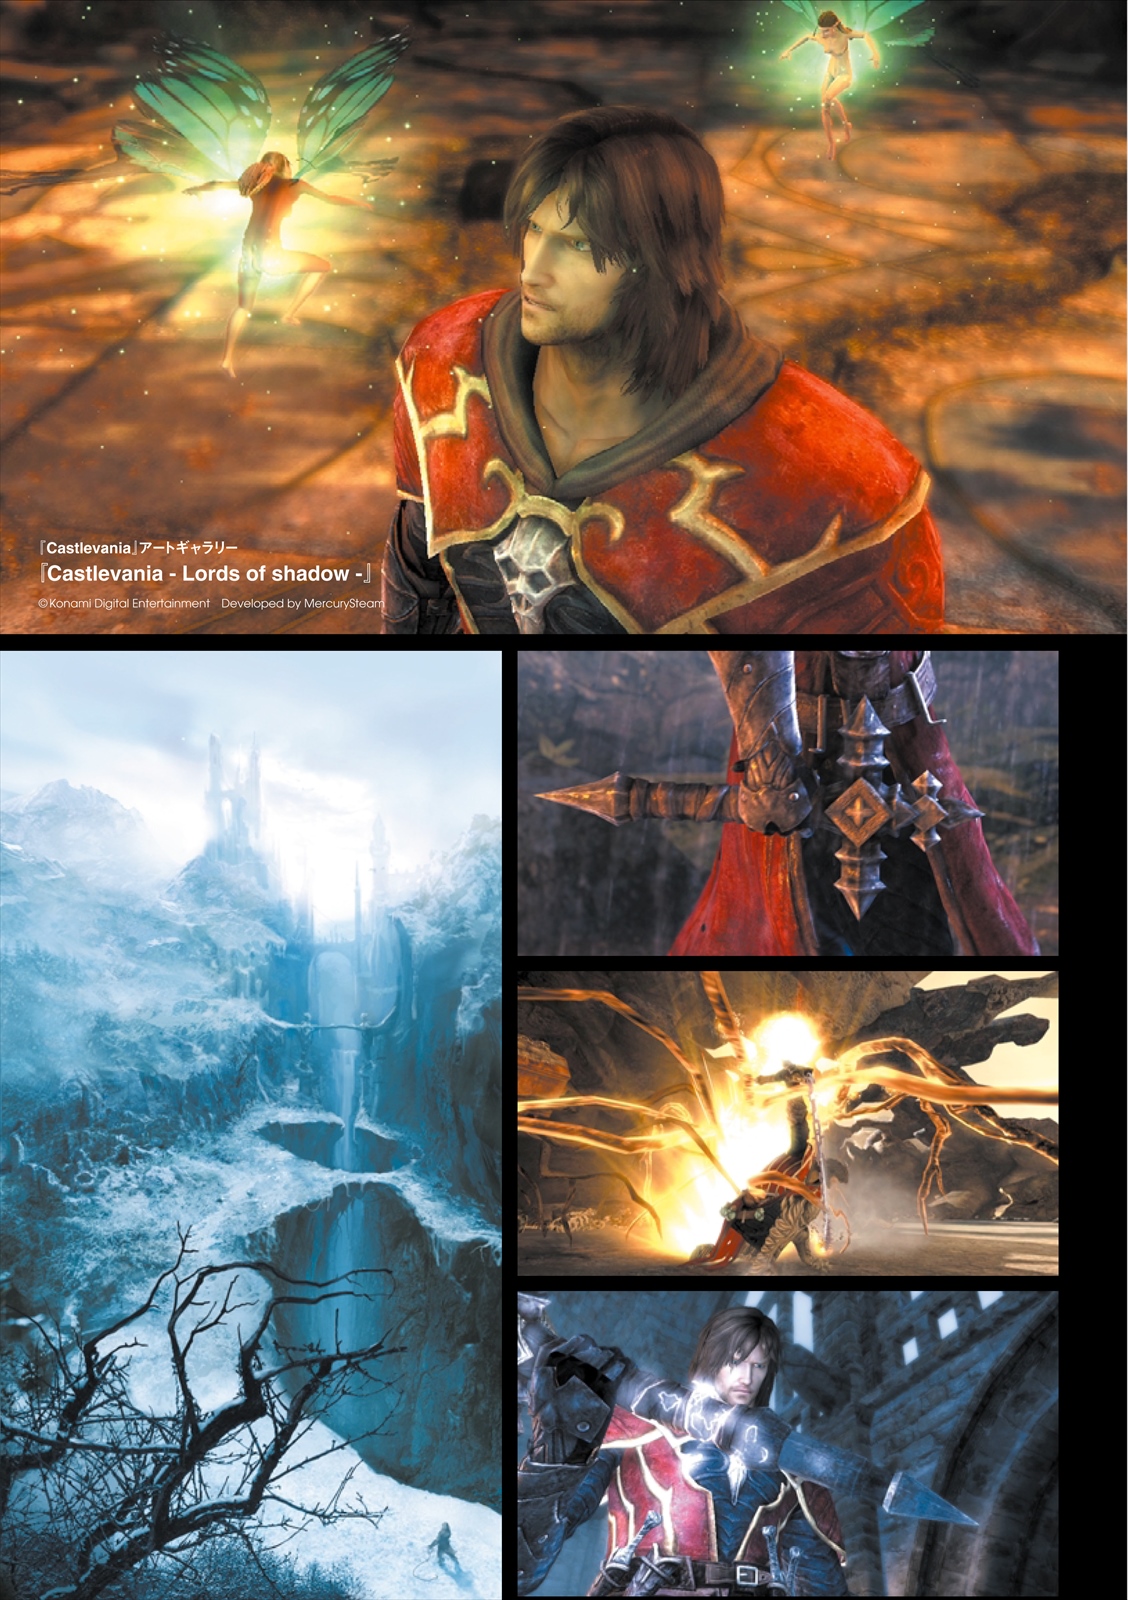 『Castlevania』アートギャラリー
『Castlevania - Lords of shadow -』
©Konami Digital Entertainment Developed by MercurySteam